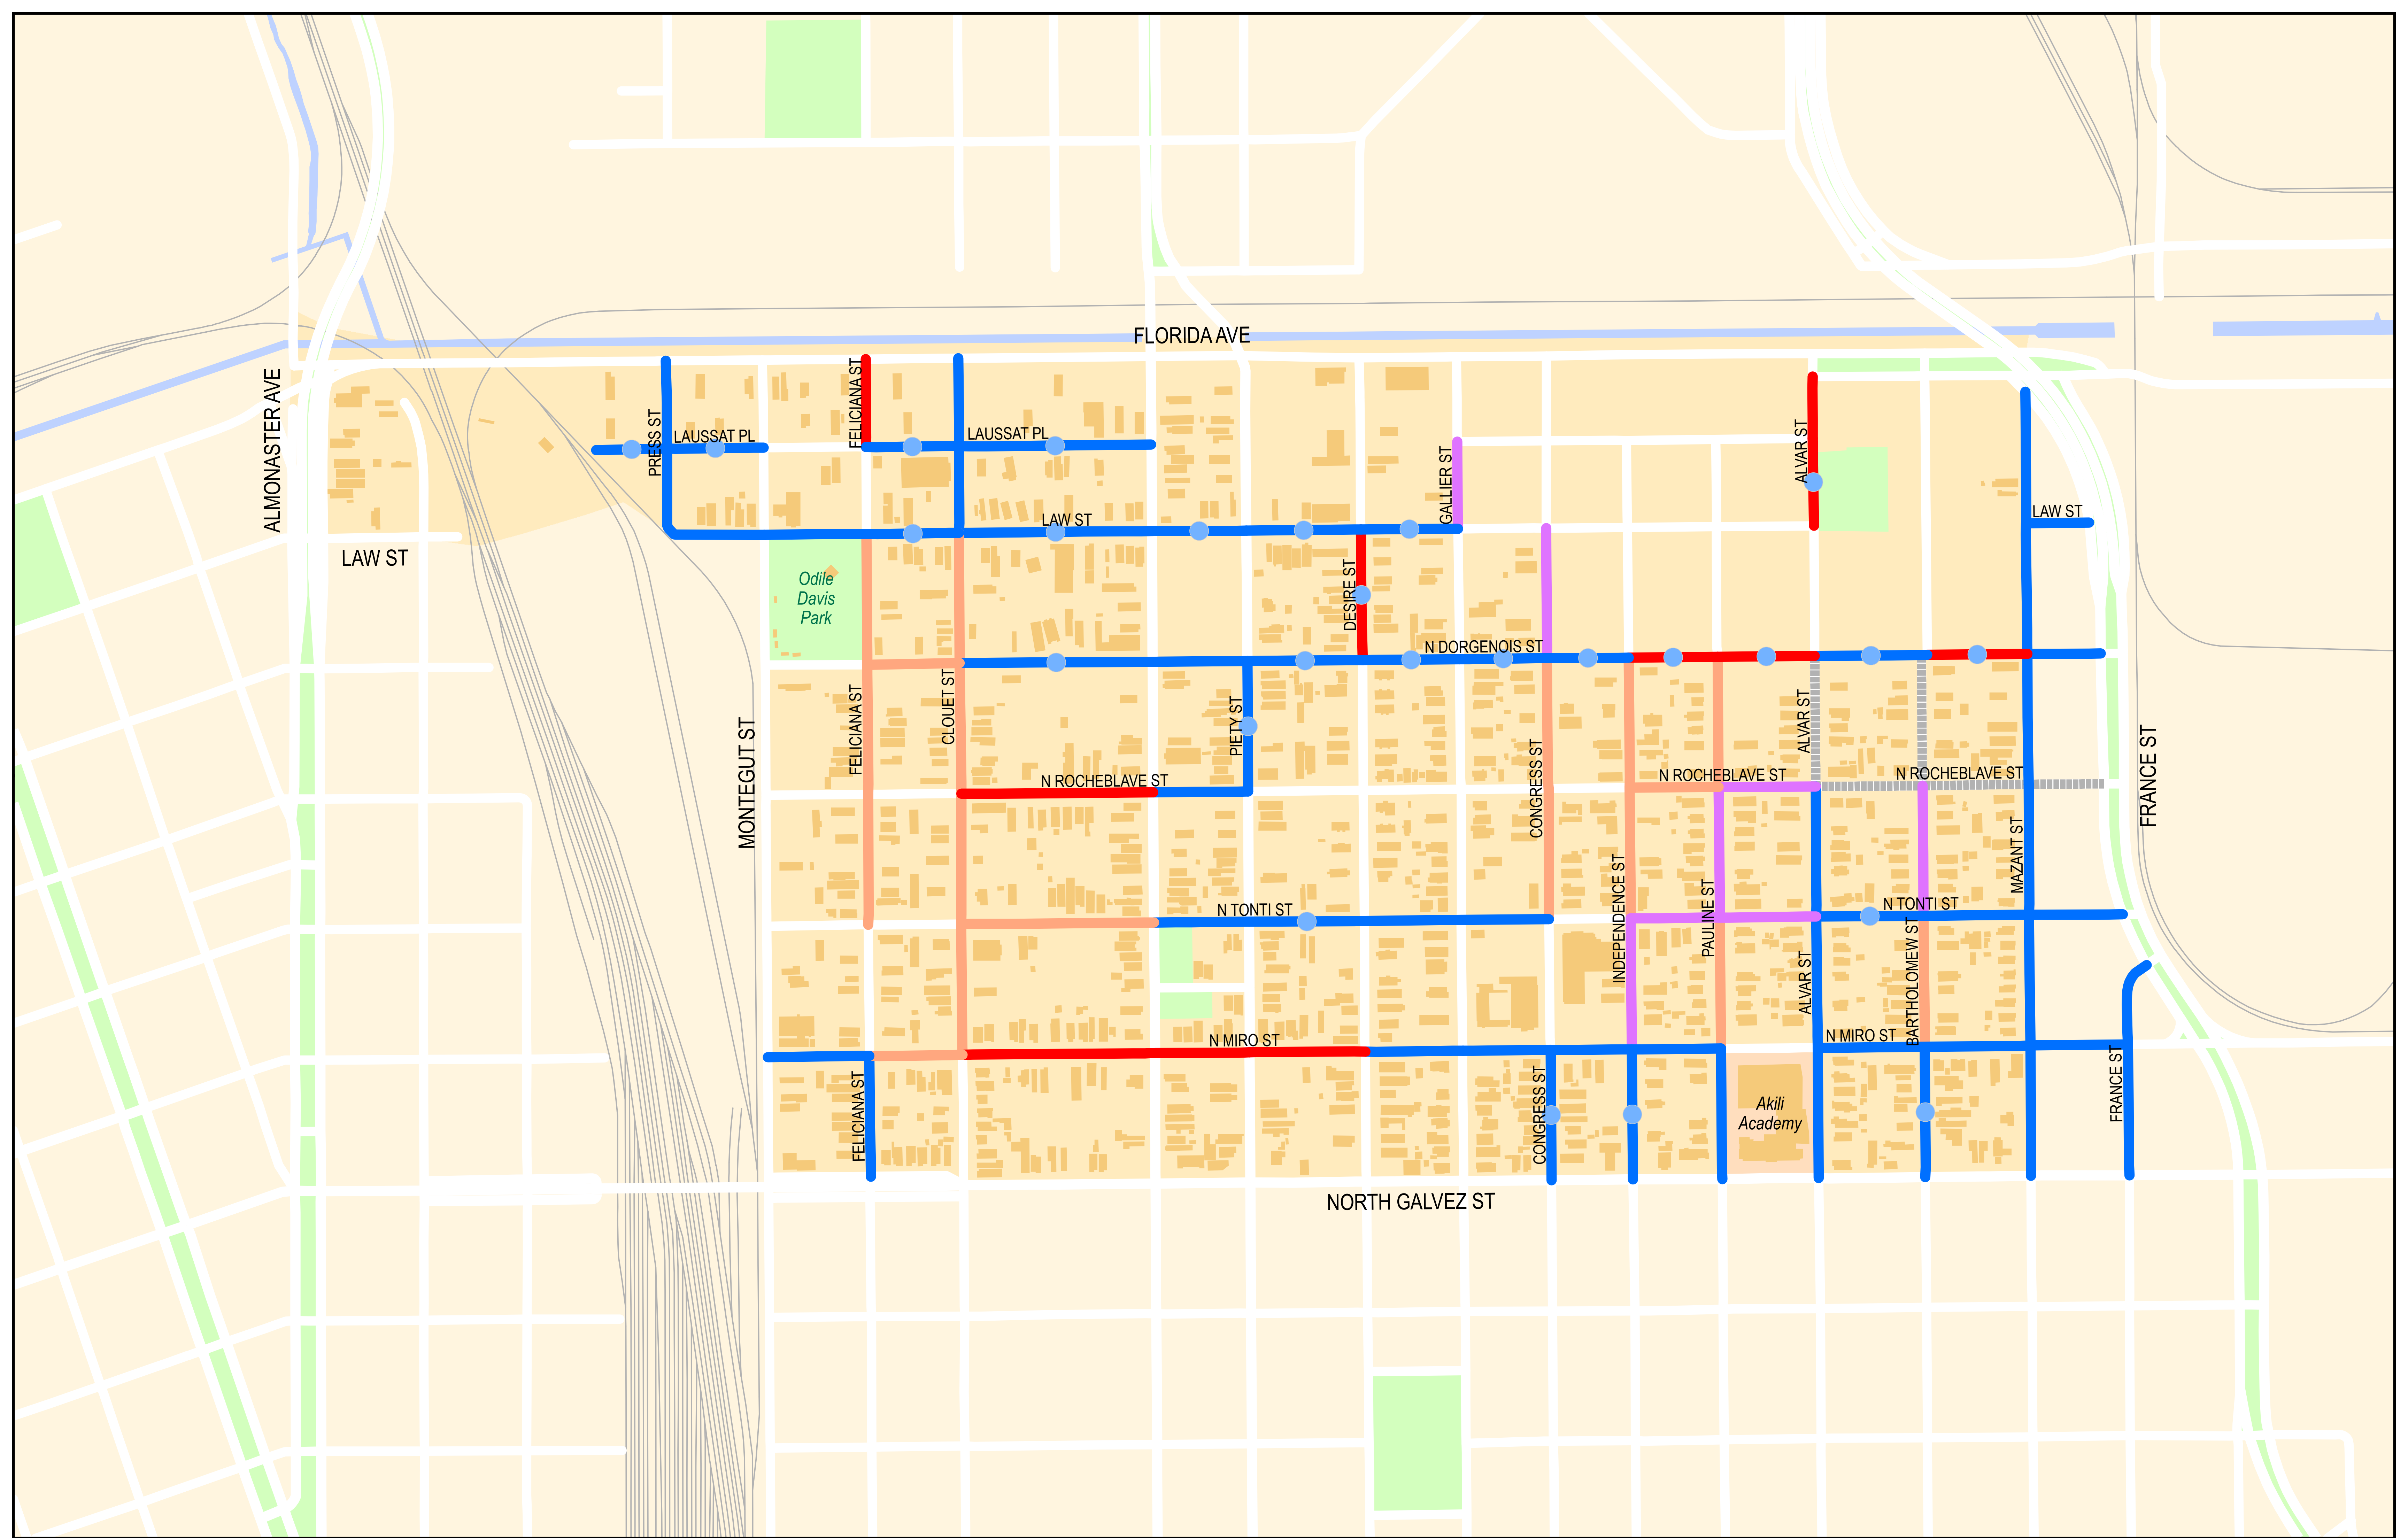 FLORIDA AVE
ALMONASTER AVE
PRESS ST
LAUSSAT PL
FELICIANA ST
LAUSSAT PL
GALLIER ST
ALVAR ST
LAW ST
LAW ST
LAW ST
Odile
Davis
Park
DESIRE ST
N DORGENOIS ST
FELICIANA ST
CLOUET ST
PIETY ST
ALVAR ST
MONTEGUT ST
N ROCHEBLAVE ST
CONGRESS ST
N ROCHEBLAVE ST
N ROCHEBLAVE ST
FRANCE ST
MAZANT ST
N TONTI ST
INDEPENDENCE ST
PAULINE ST
N TONTI ST
ALVAR ST
BARTHOLOMEW ST
N MIRO ST
N MIRO ST
FELICIANA ST
CONGRESS ST
Akili
Academy
FRANCE ST
NORTH GALVEZ ST